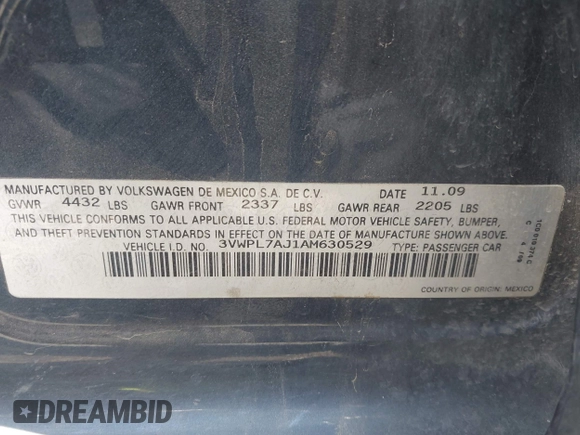 MANUFACTURED BY VOLKSWAGEN DE MEXICO S.A. DE C.V. DATE 11.09
GVWR 4432 LBS GAWR FRONT 2337 LBS GAWR REAR 2205 LBS
THIS VEHICLE CONFORMS TO ALL APPLICABLE U.S. FEDERAL MOTOR VEHICLE SAFETY, BUMPER,
AND THEFT PREVENTION STANDARDS IN EFFECT ON THE DATE OF MANUFACTURE SHOWN ABOVE.
VEHICLE I.D. NO. 3VWPL7AJ1AM630529 TYPE: PASSENGER CAR
COUNTRY OF ORIGIN: MEXICO
DREAMBID